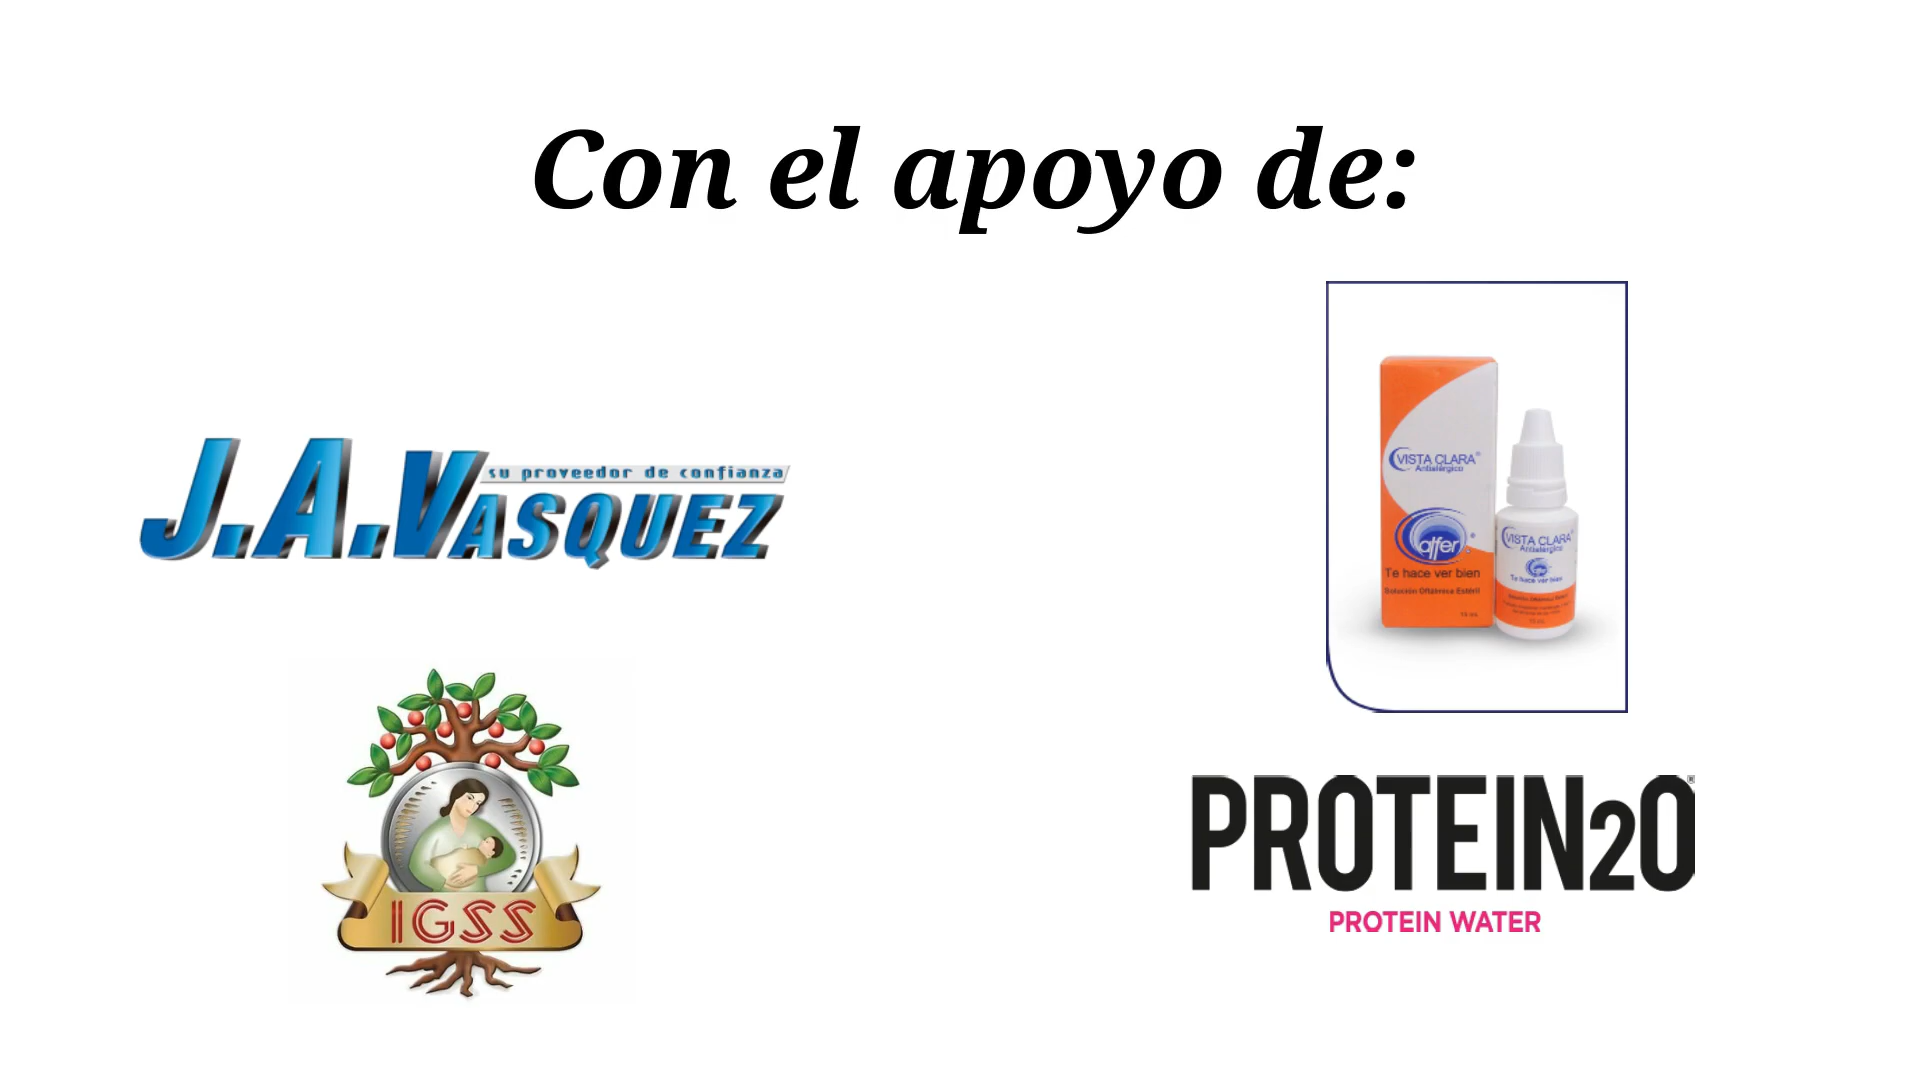 Con el apoyo de:
su proveedor de confianza
J.A.VASQUEZ
VISTA CLARA®
Antialérgico
alfer®
Te hace ver bien
Solución Oftálmica Estéril
VISTA CLARA®
Antialérgico
Te hace ver bien
IGSS
PROTEIN2O®
PROTEIN WATER